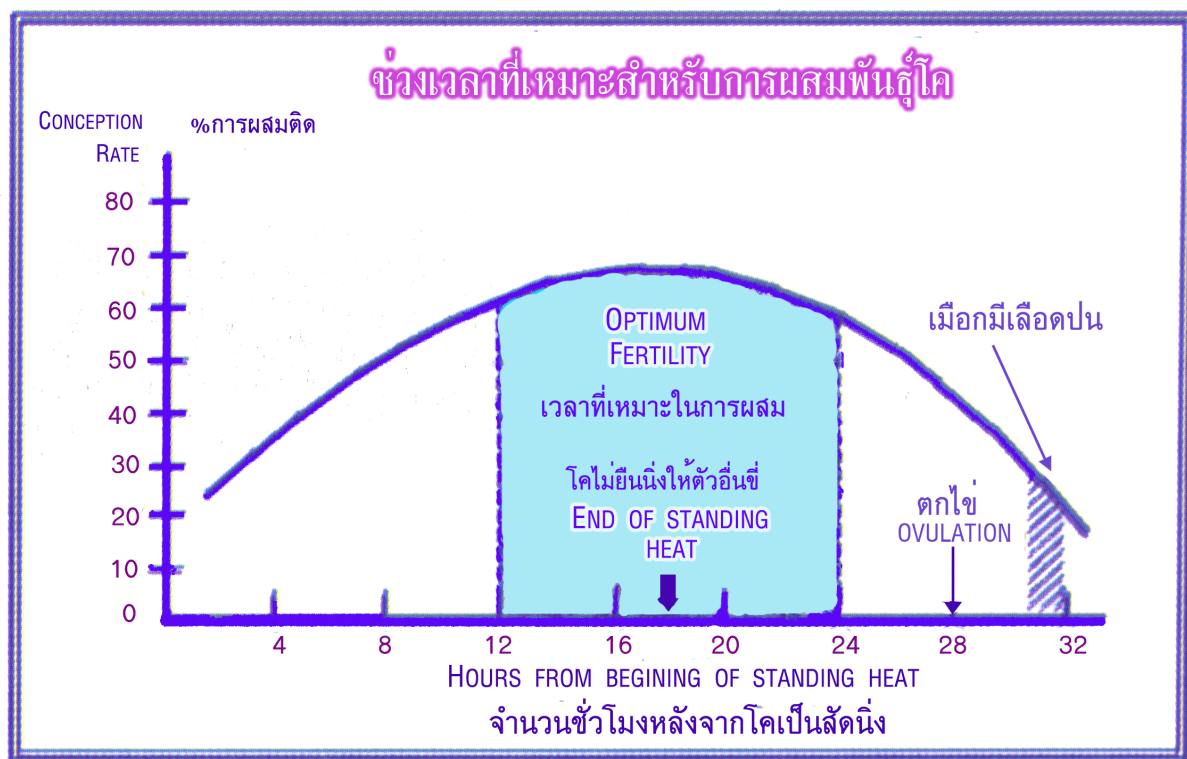 ช่วงเวลาที่เหมาะสำหรับการผสมพันธุ์โค
CONCEPTION
RATE
%การผสมติด
80
70
60
50
40
30
20
10
0
OPTIMUM
FERTILITY
เวลาที่เหมาะในการผสม
โคไม่ยืนนิ่งให้ตัวอื่นขี่
END OF STANDING
HEAT
เมือกมีเลือดปน
ตกไข่
OVULATION
4 8 12 16 20 24 28 32
HOURS FROM BEGINING OF STANDING HEAT
จำนวนชั่วโมงหลังจากโคเป็นสัดนิ่ง